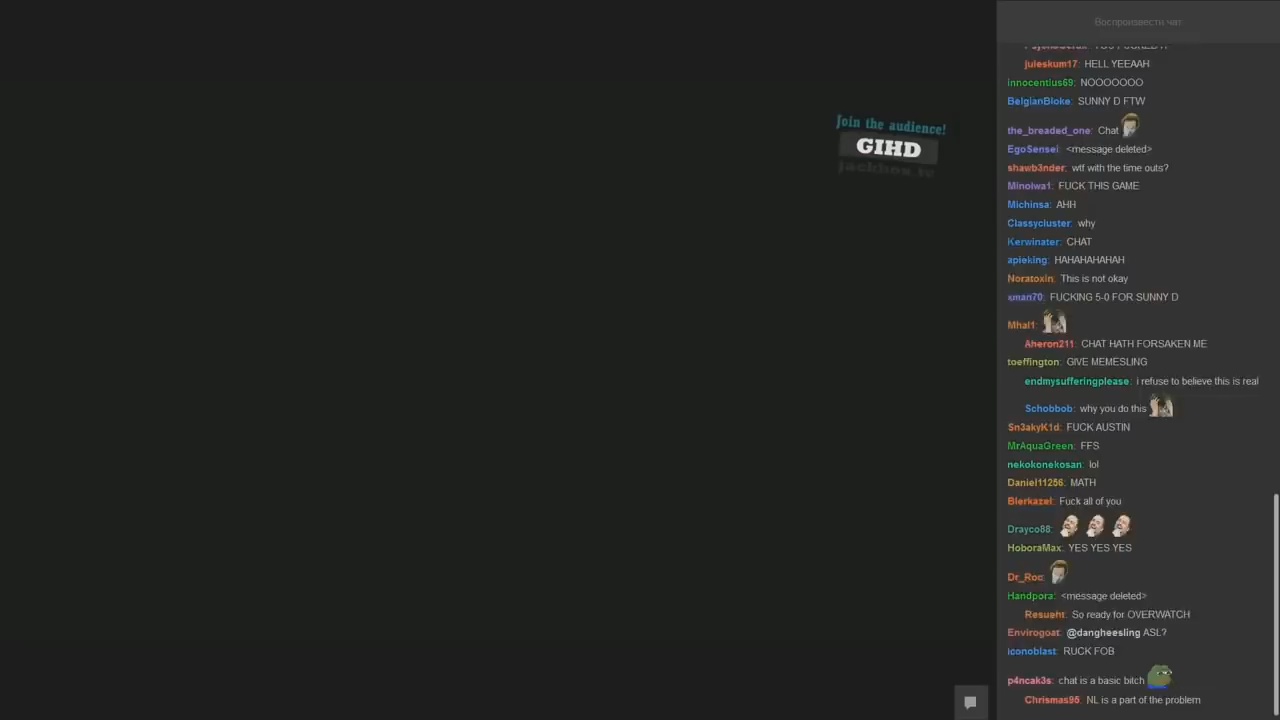 Воспроизвести чат
Join the audience!
GIHD
jackbox.tv
juleskum17: HELL YEEAAH
innocentius69: NOOOOOOO
BelgianBloke: SUNNY D FTW
the_breaded_one: Chat
EgoSensei: <message deleted>
shawb3nder: wtf with the time outs?
Minoiwa1: FUCK THIS GAME
Michinsa: AHH
Classycluster: why
Kerwinater: CHAT
apieking: HAHAHAHAHAH
Noratoxin: This is not okay
xman70: FUCKING 5-0 FOR SUNNY D
Mhal1:
Aheron211: CHAT HATH FORSAKEN ME
toeffington: GIVE MEMESLING
endmysufferingplease: i refuse to believe this is real
Schobbob: why you do this
Sn3akyK1d: FUCK AUSTIN
MrAquaGreen: FFS
nekokonekosan: lol
Daniel11256: MATH
Bierkazel: Fuck all of you
Drayco88:
HoboraMax: YES YES YES
Dr_Roc:
Handpora: <message deleted>
Resught: So ready for OVERWATCH
Envirogoat: @dangheesling ASL?
iconoblast: RUCK FOB
p4ncak3s: chat is a basic bitch
Chrismas95: NL is a part of the problem